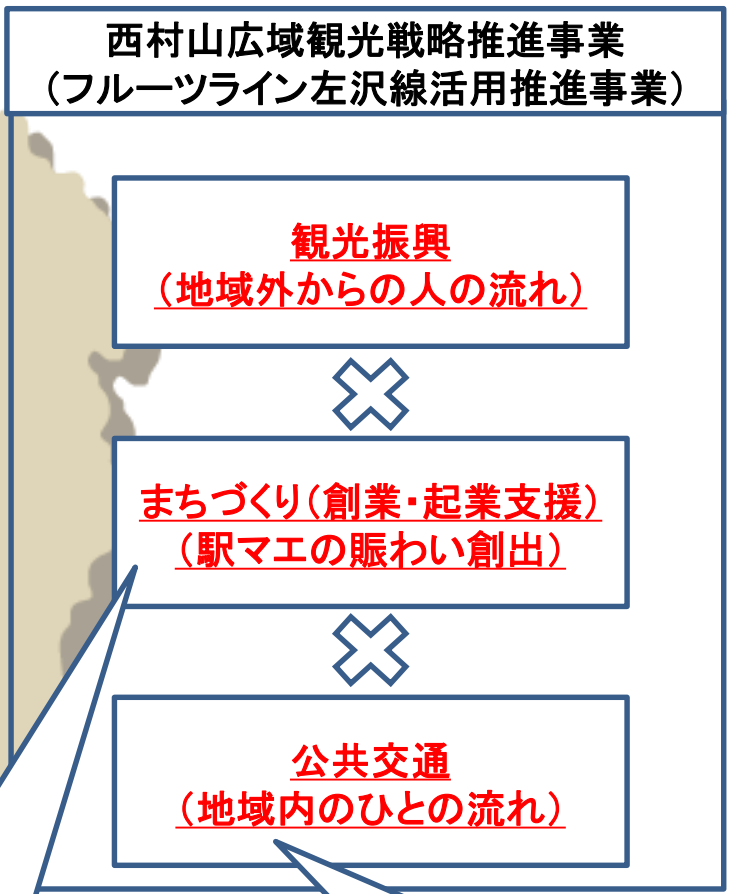 西村山広域観光戦略推進事業
（フルーツライン左沢線活用推進事業）
観光振興
（地域外からの人の流れ）
まちづくり（創業・起業支援）
（駅マエの賑わい創出）
公共交通
（地域内のひとの流れ）